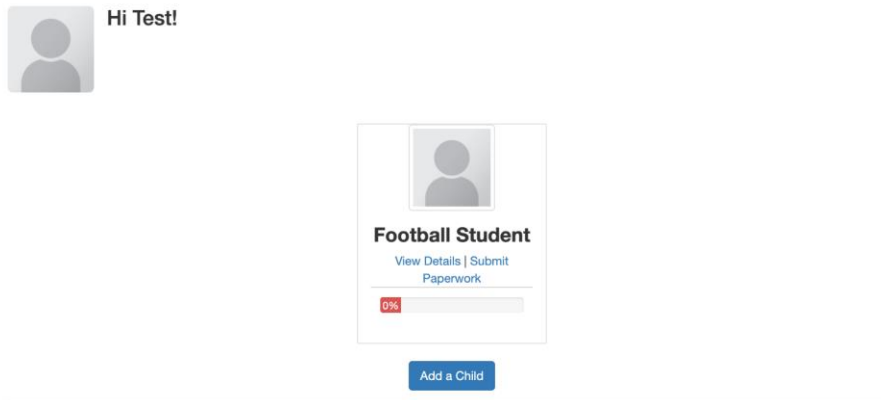 Hi Test!
Football Student
View Details | Submit
Paperwork
0%
Add a Child